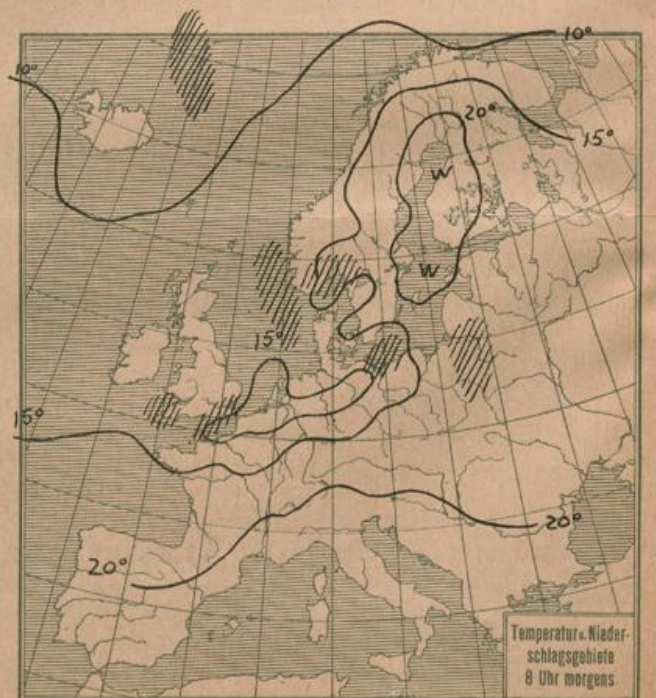 10°
10°
20°
15°
W
W
15°
15°
20°
20°
Temperatur u. Nieder-
schlagsgebiete
8 Uhr morgens